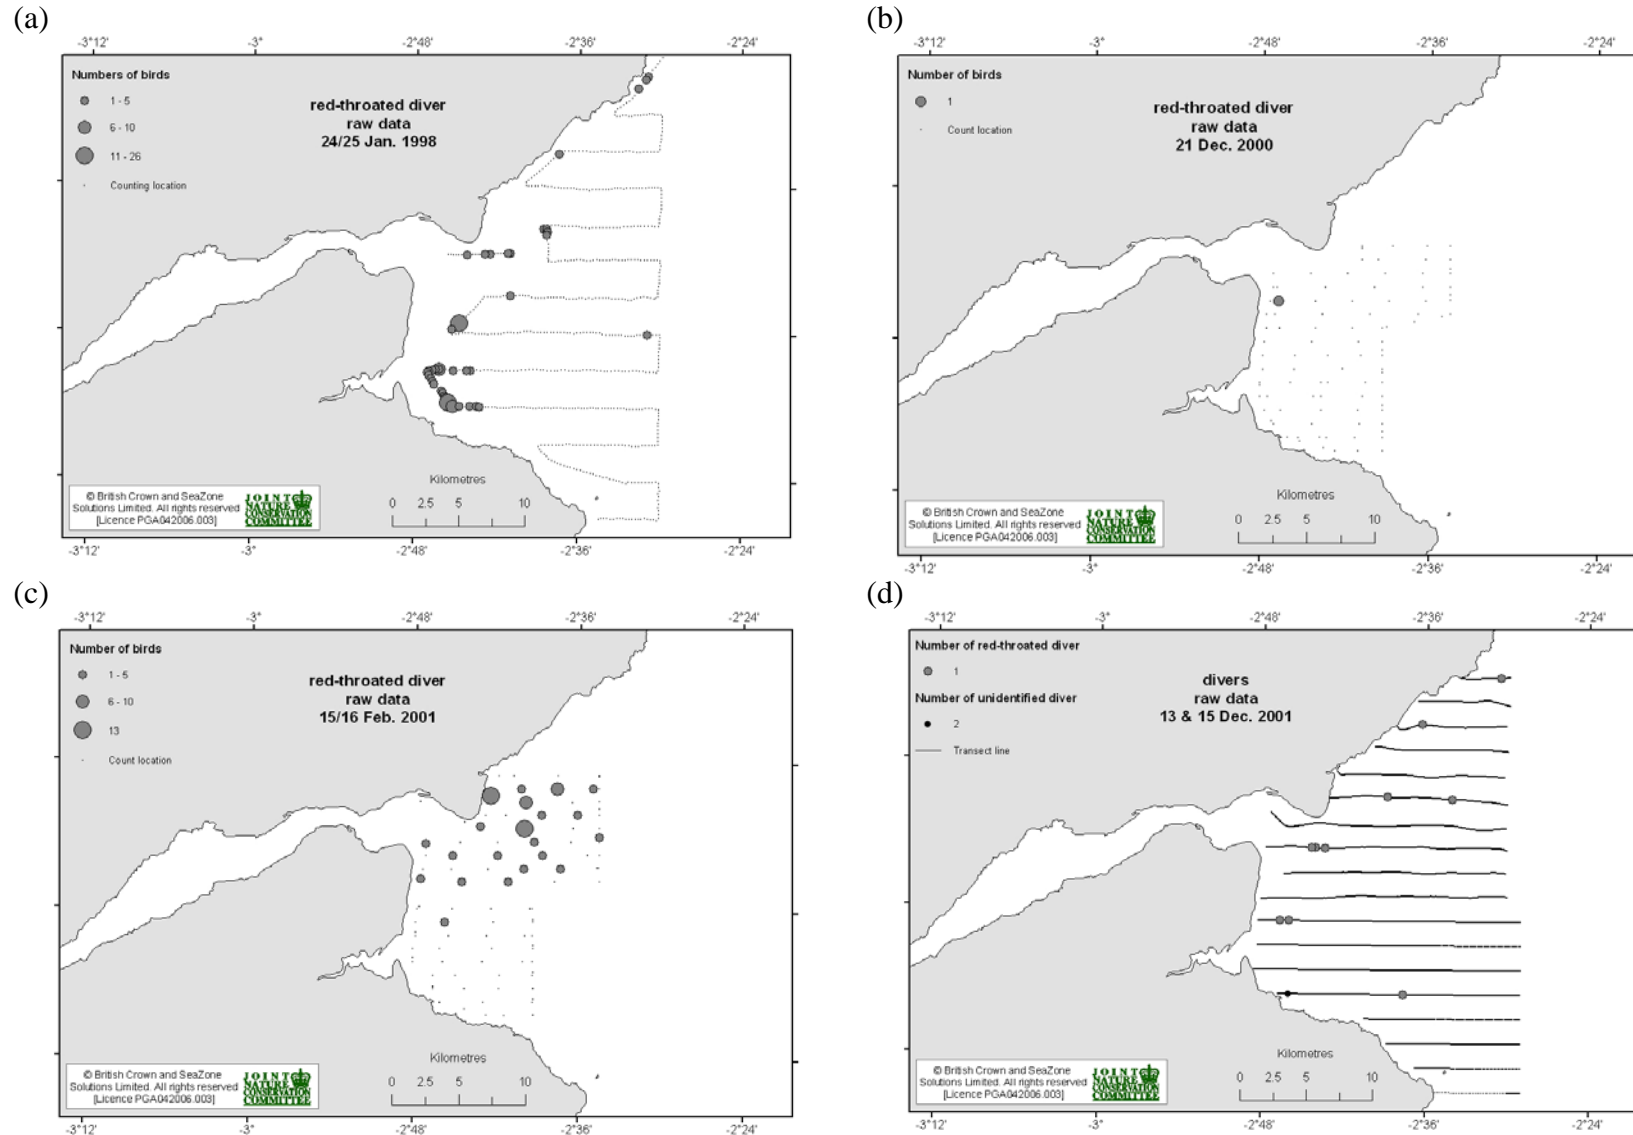 (a)
-3°12'
-3°
-2°48'
-2°36'
-2°24'
Numbers of birds
1 - 5
6 - 10
11 - 26
Counting location
red-throated diver
raw data
24/25 Jan. 1998
Kilometres
0 2.5 5 10
© British Crown and SeaZone
Solutions Limited. All rights reserved
[Licence PGA042006.003]
JOINT
NATURE
CONSERVATION
COMMITTEE
-3°12'
-3°
-2°48'
-2°36'
-2°24'
(b)
-3°12'
-3°
-2°48'
-2°36'
-2°24'
Number of birds
1
Count location
red-throated diver
raw data
21 Dec. 2000
Kilometres
0 2.5 5 10
© British Crown and SeaZone
Solutions Limited. All rights reserved
[Licence PGA042006.003]
JOINT
NATURE
CONSERVATION
COMMITTEE
-3°12'
-3°
-2°48'
-2°36'
-2°24'
(c)
-3°12'
-3°
-2°48'
-2°36'
-2°24'
Number of birds
1 - 5
6 - 10
13
Count location
red-throated diver
raw data
15/16 Feb. 2001
Kilometres
0 2.5 5 10
© British Crown and SeaZone
Solutions Limited. All rights reserved
[Licence PGA042006.003]
JOINT
NATURE
CONSERVATION
COMMITTEE
-3°12'
-3°
-2°48'
-2°36'
-2°24'
(d)
-3°12'
-3°
-2°48'
-2°36'
-2°24'
Number of red-throated diver
1
Number of unidentified diver
2
Transect line
divers
raw data
13 & 15 Dec. 2001
Kilometres
0 2.5 5 10
© British Crown and SeaZone
Solutions Limited. All rights reserved
[Licence PGA042006.003]
JOINT
NATURE
CONSERVATION
COMMITTEE
-3°12'
-3°
-2°48'
-2°36'
-2°24'